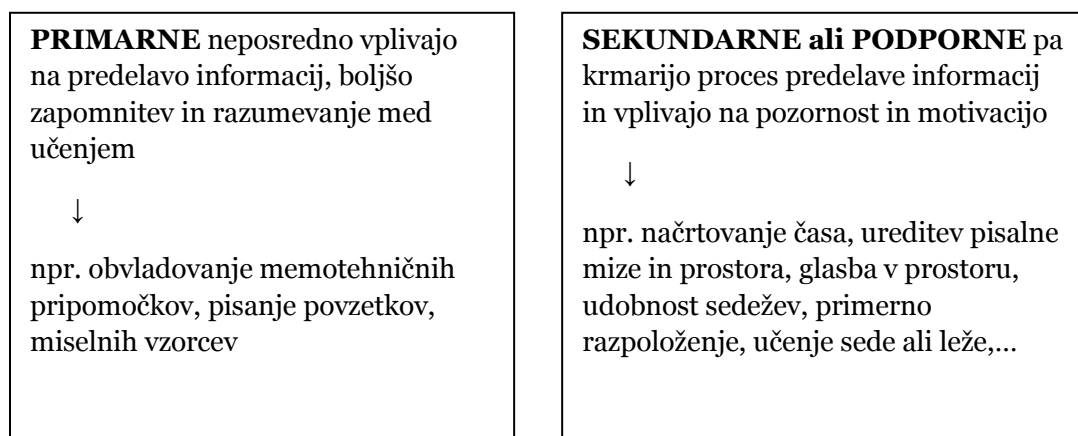 PRIMARNE neposredno vplivajo
na predelavo informacij, boljšo
zapomnitev in razumevanje med
učenjem
↓
npr. obvladovanje memotehničnih
pripomočkov, pisanje povzetkov,
miselnih vzorcev
SEKUNDARNE ali PODPORNE pa
krmarijo proces predelave informacij
in vplivajo na pozornost in motivacijo
↓
npr. načrtovanje časa, ureditev pisalne
mize in prostora, glasba v prostoru,
udobnost sedežev, primerno
razpoloženje, učenje sede ali leže,...